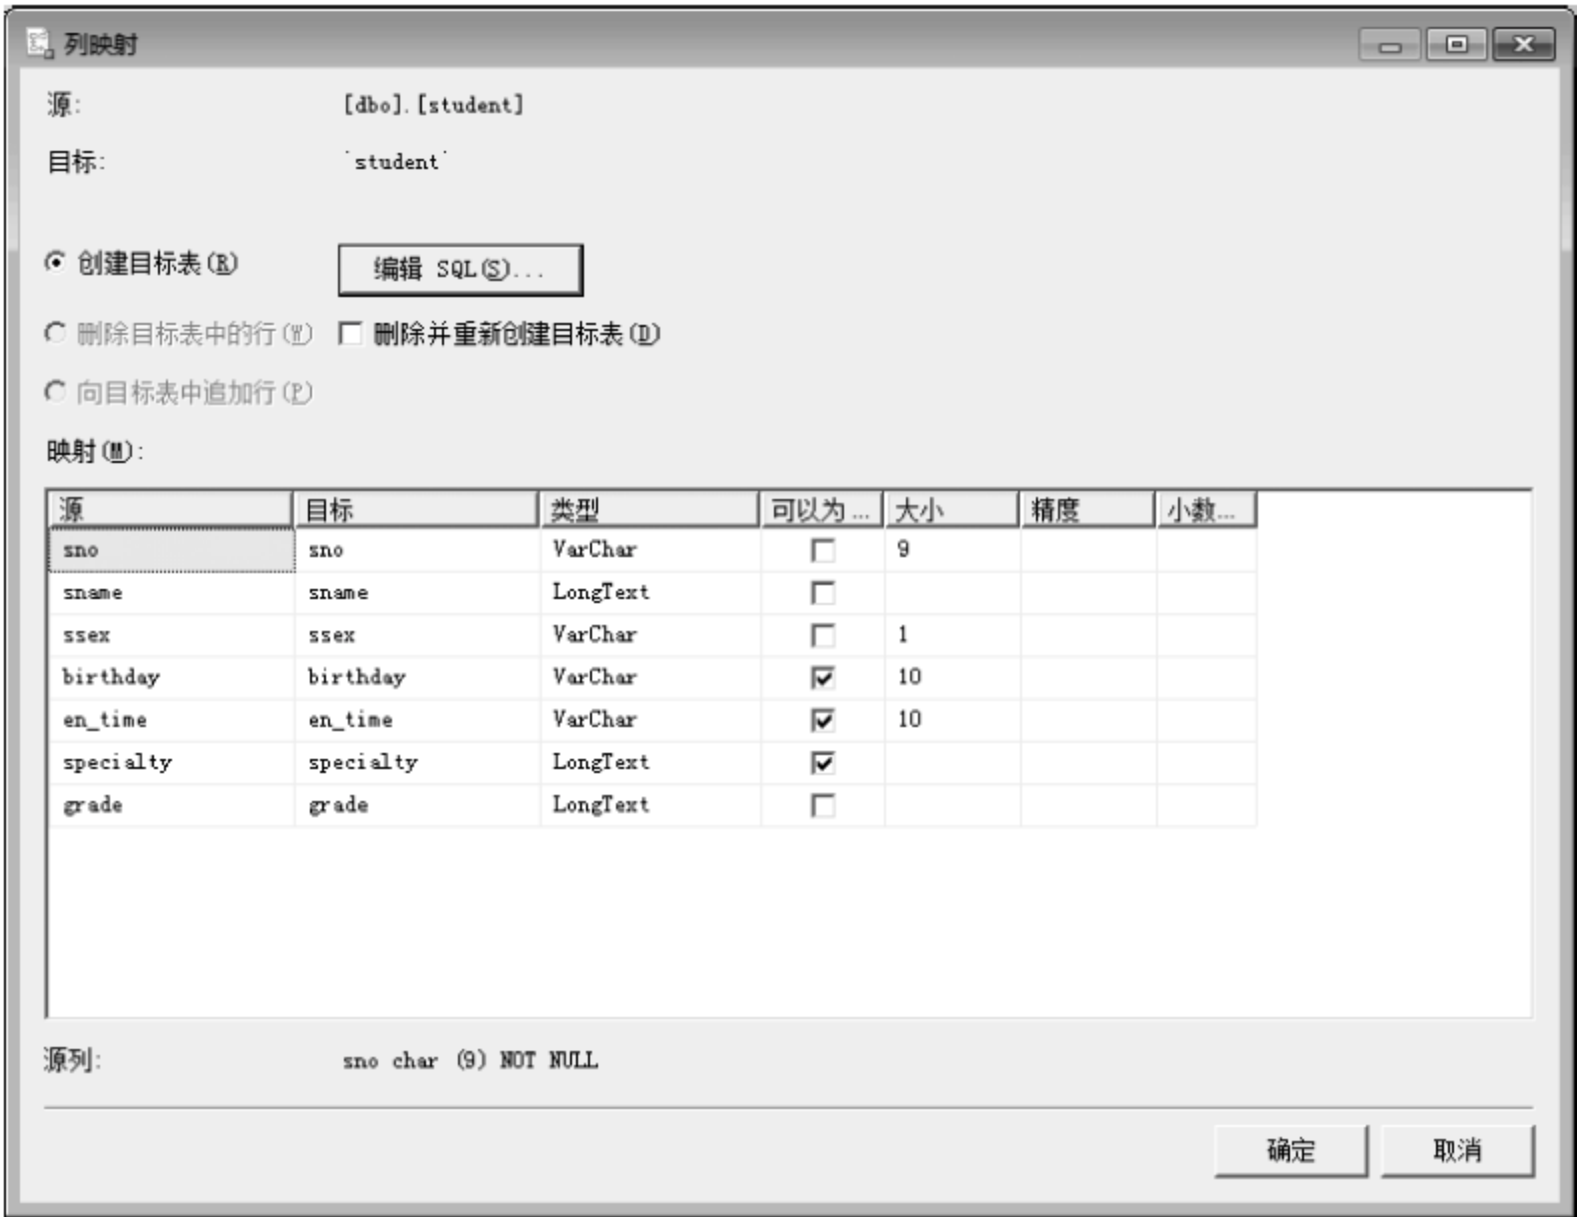 列映射
源: [dbo].[student]
目标: `student`
创建目标表(R) 编辑 SQL(S)...
删除目标表中的行(W) 删除并重新创建目标表(D)
向目标表中追加行(P)
映射(M):
源 目标 类型 可以为... 大小 精度 小数...
sno sno VarChar 9
sname sname LongText
ssex ssex VarChar 1
birthday birthday VarChar 10
en_time en_time VarChar 10
specialty specialty LongText
grade grade LongText
源列: sno char (9) NOT NULL
确定 取消